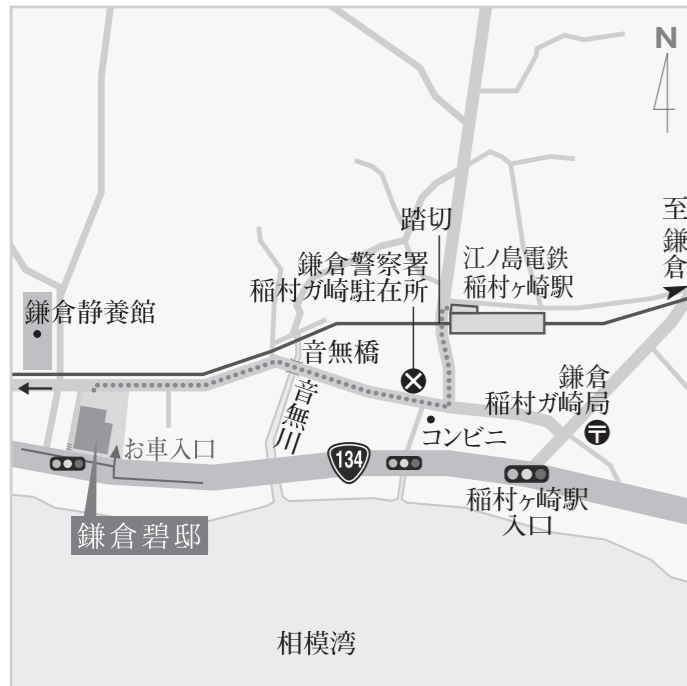 N
至
鎌倉
踏切
江ノ島電鉄
稲村ヶ崎駅
鎌倉警察署
稲村ガ崎駐在所
鎌倉静養館
音無橋
音無川
鎌倉
稲村ガ崎局
コンビニ
お車入口
134
稲村ヶ崎駅
入口
鎌倉碧邸
相模湾